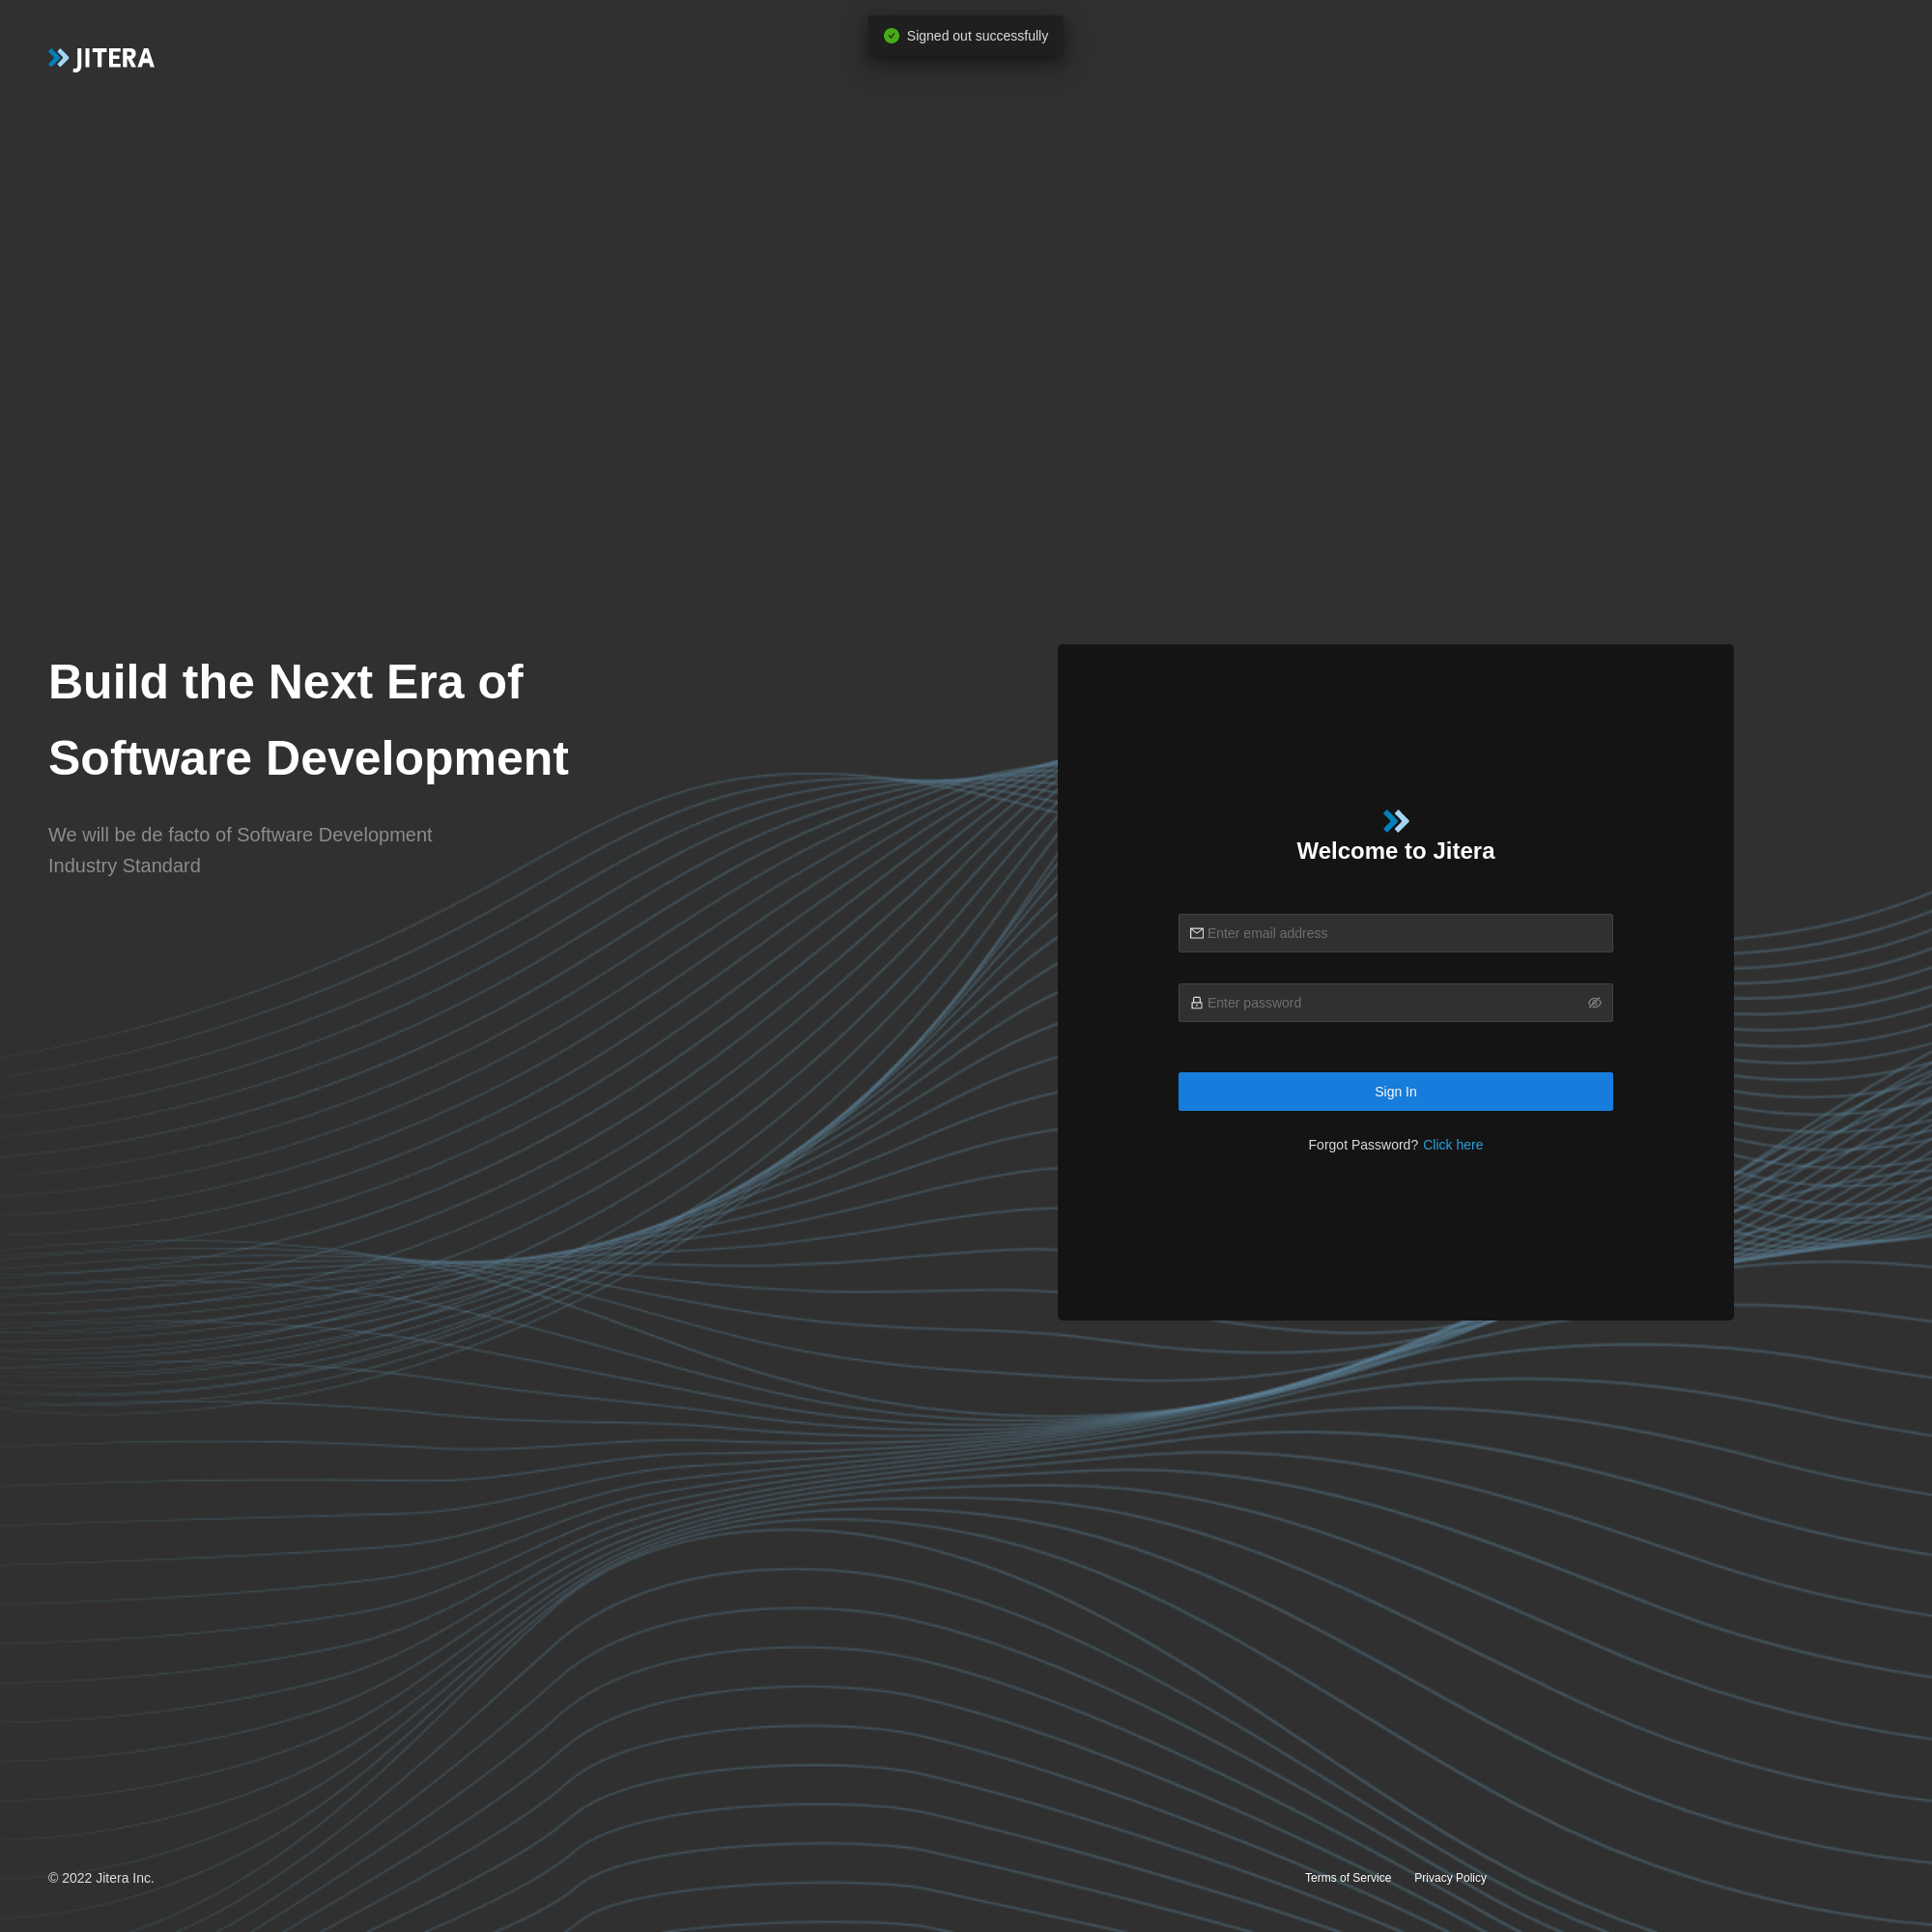 Signed out successfully
JITERA
Build the Next Era of
Software Development
We will be de facto of Software Development
Industry Standard
Welcome to Jitera
Enter email address
Enter password
Sign In
Forgot Password? Click here
© 2022 Jitera Inc.
Terms of Service
Privacy Policy